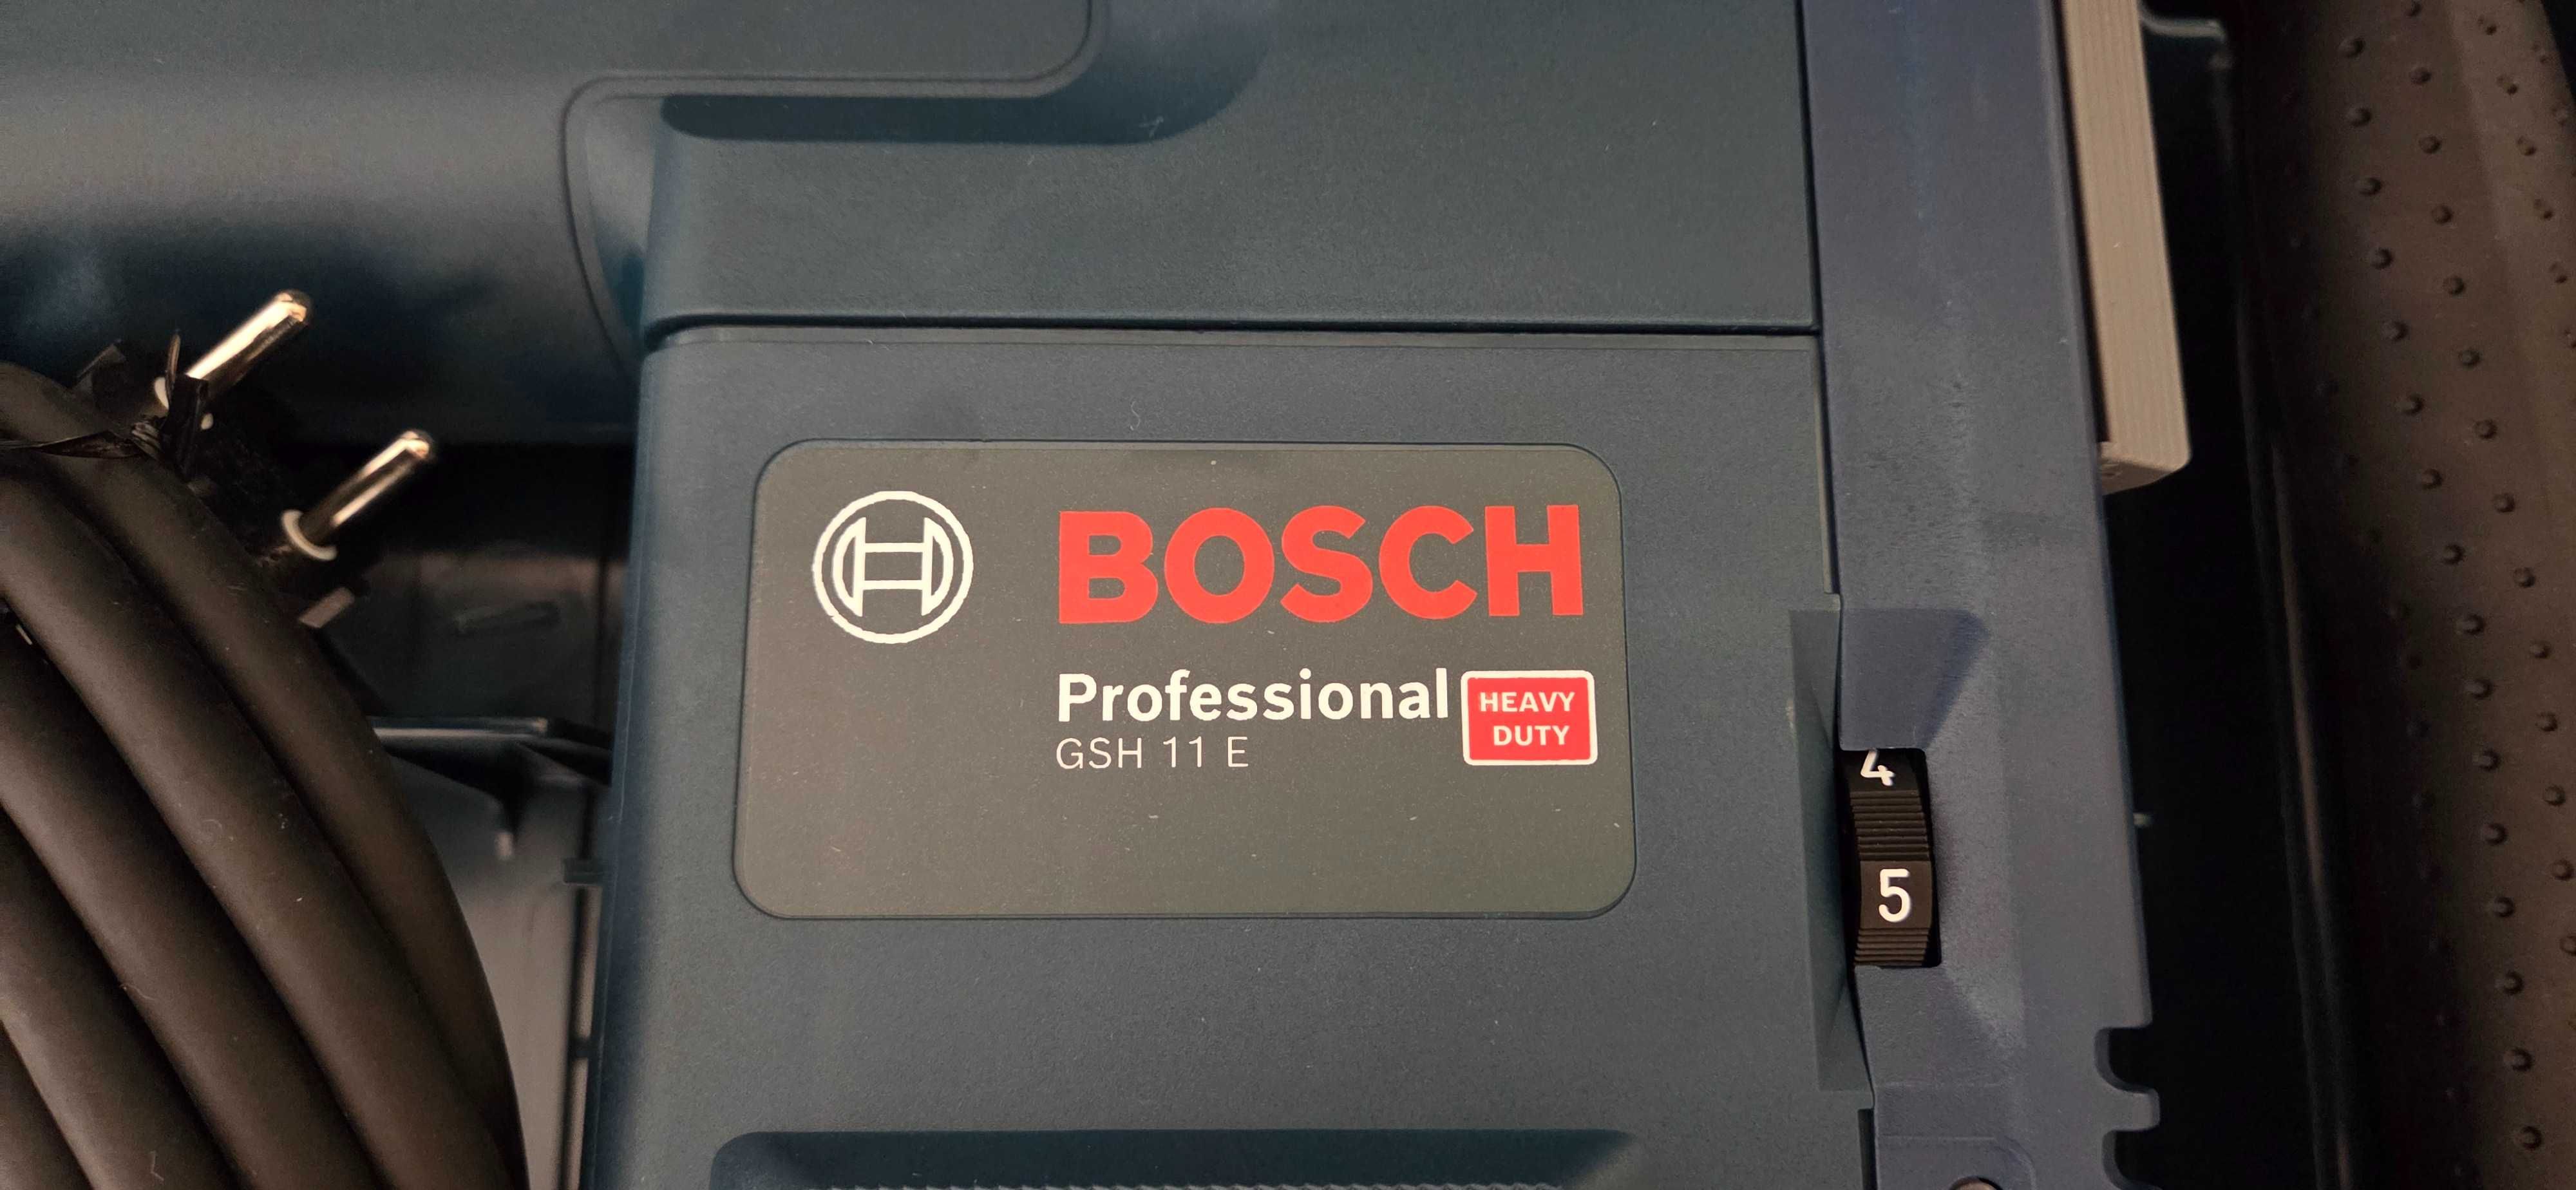 BOSCH
Professional
HEAVY
DUTY
GSH 11 E
4
5